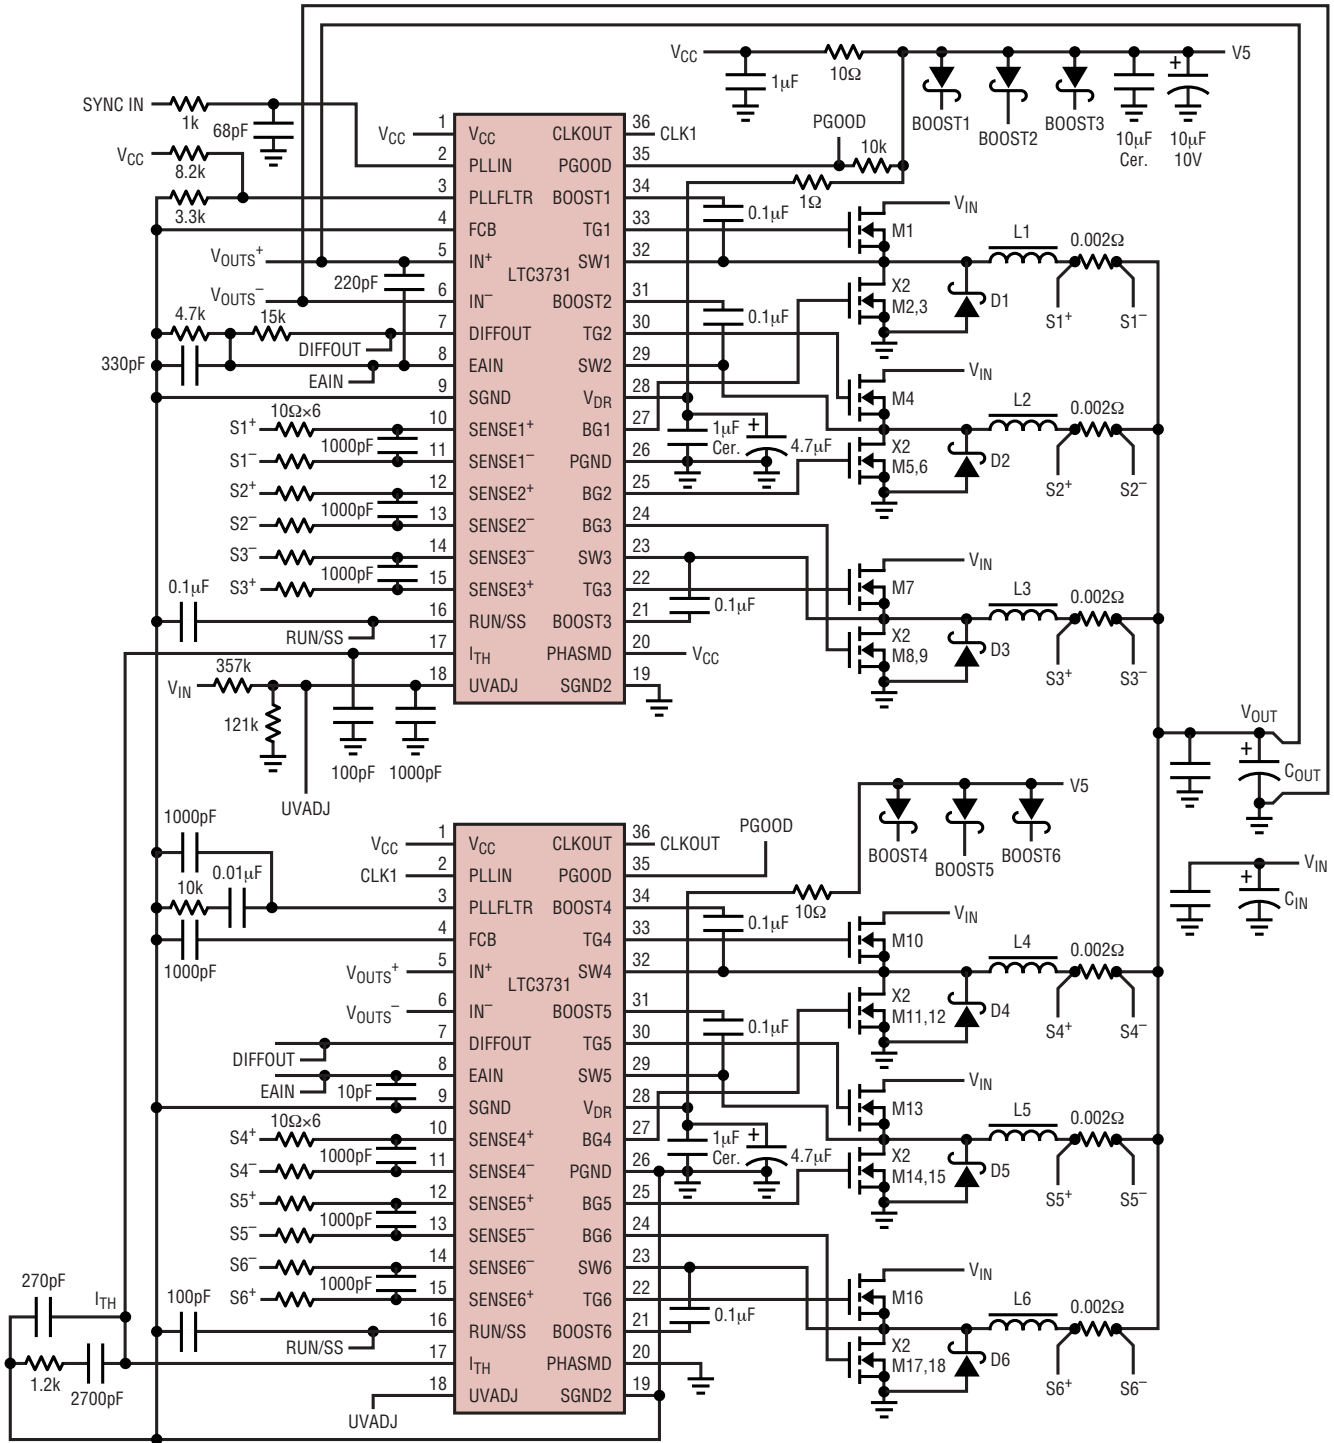 VCC
1µF
10Ω
V5
BOOST1
BOOST2
BOOST3
10µF
Cer.
10µF
10V
+
SYNC IN
1k
68pF
VCC
8.2k
3.3k
VOUTS+
VOUTS−
220pF
4.7k
15k
DIFFOUT
330pF
EAIN
10Ω×6
S1+
1000pF
S1−
S2+
1000pF
S2−
S3−
1000pF
S3+
0.1µF
RUN/SS
357k
VIN
121k
100pF
1000pF
UVADJ
VCC
LTC3731
1 VCC CLKOUT 36 CLK1
2 PLLIN PGOOD 35
3 PLLFLTR BOOST1 34
4 FCB TG1 33
5 IN+ SW1 32
6 IN− BOOST2 31
7 DIFFOUT TG2 30
8 EAIN SW2 29
9 SGND VDR 28
10 SENSE1+ BG1 27
11 SENSE1− PGND 26
12 SENSE2+ BG2 25
13 SENSE2− BG3 24
14 SENSE3− SW3 23
15 SENSE3+ TG3 22
16 RUN/SS BOOST3 21
17 ITH PHASMD 20 VCC
18 UVADJ SGND2 19
PGOOD
10k
1Ω
0.1µF
VIN
M1
L1
0.002Ω
X2
M2,3
D1
S1+
S1−
0.1µF
VIN
M4
L2
0.002Ω
X2
M5,6
D2
S2+
S2−
1µF
Cer.
+
4.7µF
VIN
M7
L3
0.002Ω
0.1µF
X2
M8,9
D3
S3+
S3−
VOUT
+
COUT
VIN
+
CIN
1000pF
0.01µF
10k
1000pF
VCC
CLK1
VOUTS+
VOUTS−
DIFFOUT
EAIN
10pF
10Ω×6
S4+
1000pF
S4−
S5+
1000pF
S5−
S6−
1000pF
S6+
270pF
ITH
100pF
RUN/SS
1.2k
2700pF
UVADJ
LTC3731
1 VCC CLKOUT 36 CLKOUT
2 PLLIN PGOOD 35
3 PLLFLTR BOOST4 34
4 FCB TG4 33
5 IN+ SW4 32
6 IN− BOOST5 31
7 DIFFOUT TG5 30
8 EAIN SW5 29
9 SGND VDR 28
10 SENSE4+ BG4 27
11 SENSE4− PGND 26
12 SENSE5+ BG5 25
13 SENSE5− BG6 24
14 SENSE6− SW6 23
15 SENSE6+ TG6 22
16 RUN/SS BOOST6 21
17 ITH PHASMD 20
18 UVADJ SGND2 19
PGOOD
V5
BOOST4
BOOST5
BOOST6
10Ω
0.1µF
VIN
M10
L4
0.002Ω
X2
M11,12
D4
S4+
S4−
0.1µF
VIN
M13
L5
0.002Ω
X2
M14,15
D5
S5+
S5−
1µF
Cer.
+
4.7µF
VIN
M16
L6
0.002Ω
0.1µF
X2
M17,18
D6
S6+
S6−